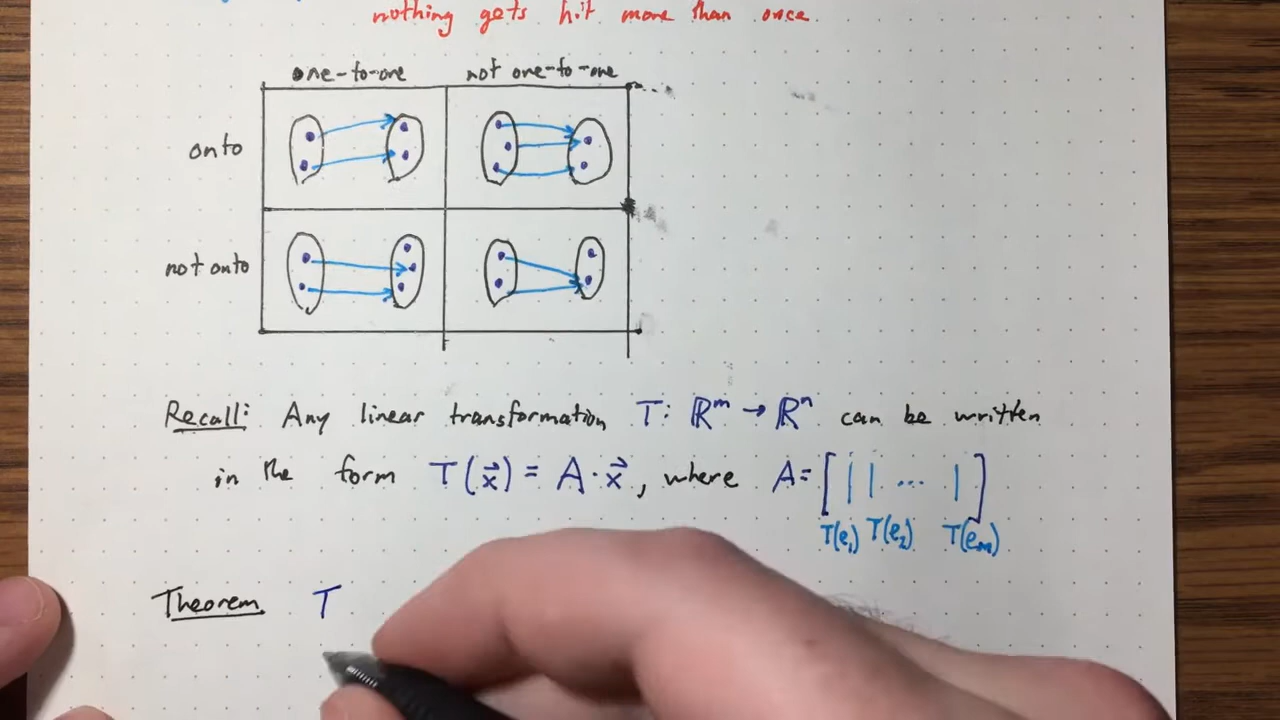 nothing gets hit more than once.
one-to-one not one-to-one
onto
not onto
Recall: Any linear transformation T: ℝᵐ → ℝⁿ can be written
in the form T(x⃗) = A · x⃗, where A = [ | | ... | ]
T(e₁) T(e₂) T(eₘ)
Theorem T